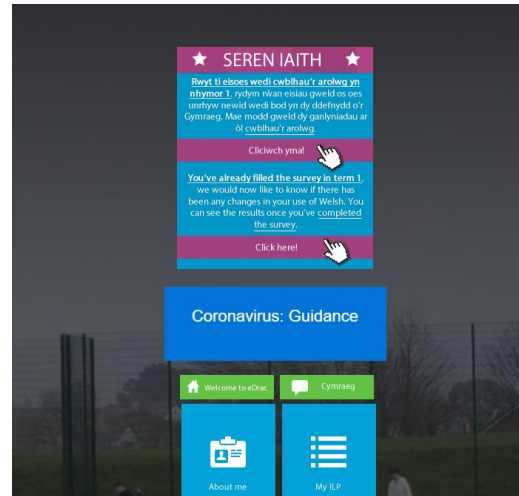 SEREN IAITH
Rwyt ti eisoes wedi cwblhau'r arolwg yn
nhymor 1, rydym nŵan eisiau gweld os oes
unrhyw newid wedi bod yn dy ddefnydd o'r
Gymraeg. Mae modd gweld dy ganlyniadau ar
ôl cwblhau'r arolwg.
Cliciwch yma!
You've already filled the survey in term 1,
we would now like to know if there has
been any changes in your use of Welsh. You
can see the results once you've completed
the survey.
Click here!
Coronavirus: Guidance
Welcome to eDrac
Cymraeg
About me
My ILP